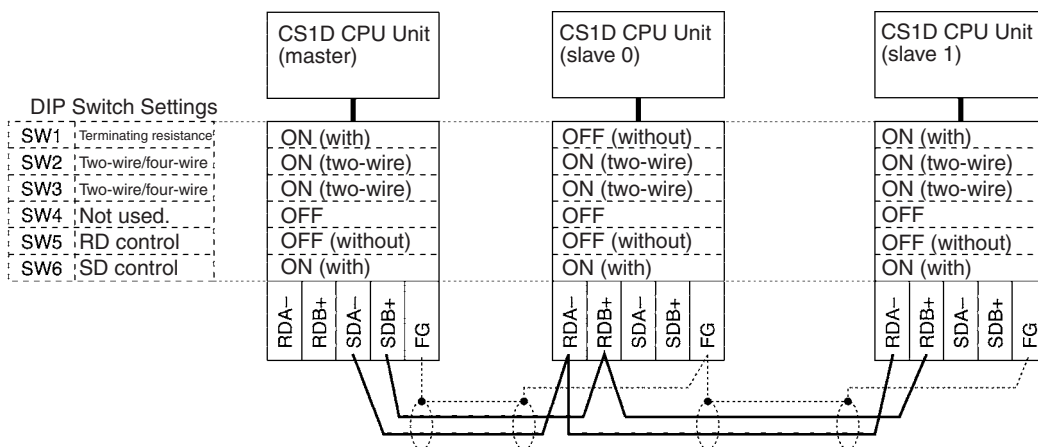 CS1D CPU Unit
(master)
CS1D CPU Unit
(slave 0)
CS1D CPU Unit
(slave 1)
DIP Switch Settings
SW1 Terminating resistance ON (with) OFF (without) ON (with)
SW2 Two-wire/four-wire ON (two-wire) ON (two-wire) ON (two-wire)
SW3 Two-wire/four-wire ON (two-wire) ON (two-wire) ON (two-wire)
SW4 Not used. OFF OFF OFF
SW5 RD control OFF (without) OFF (without) OFF (without)
SW6 SD control ON (with) ON (with) ON (with)
RDA– RDB+ SDA– SDB+ FG RDA– RDB+ SDA– SDB+ FG RDA– RDB+ SDA– SDB+ FG